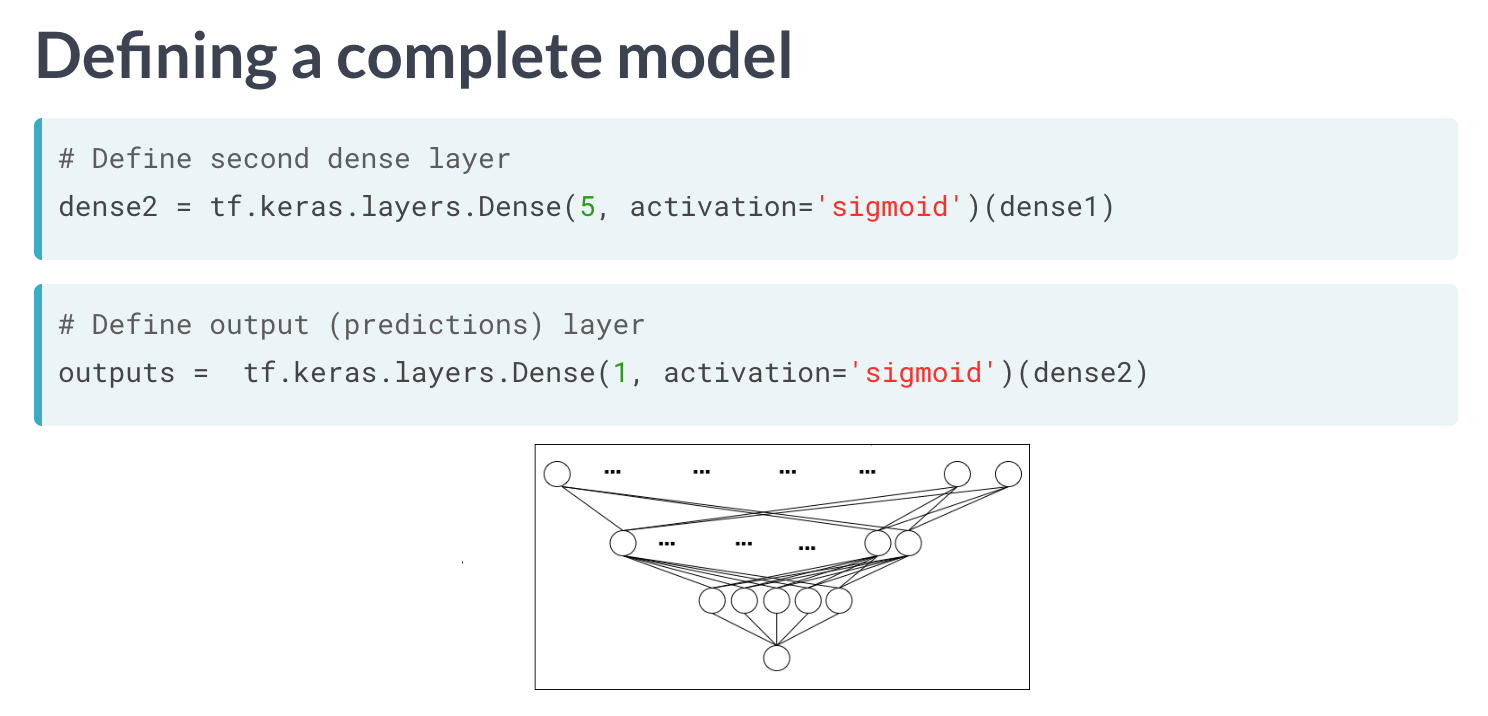 Defining a complete model
# Define second dense layer
dense2 = tf.keras.layers.Dense(5, activation='sigmoid')(dense1)
# Define output (predictions) layer
outputs =  tf.keras.layers.Dense(1, activation='sigmoid')(dense2)
... ... ... ...
... ... ...